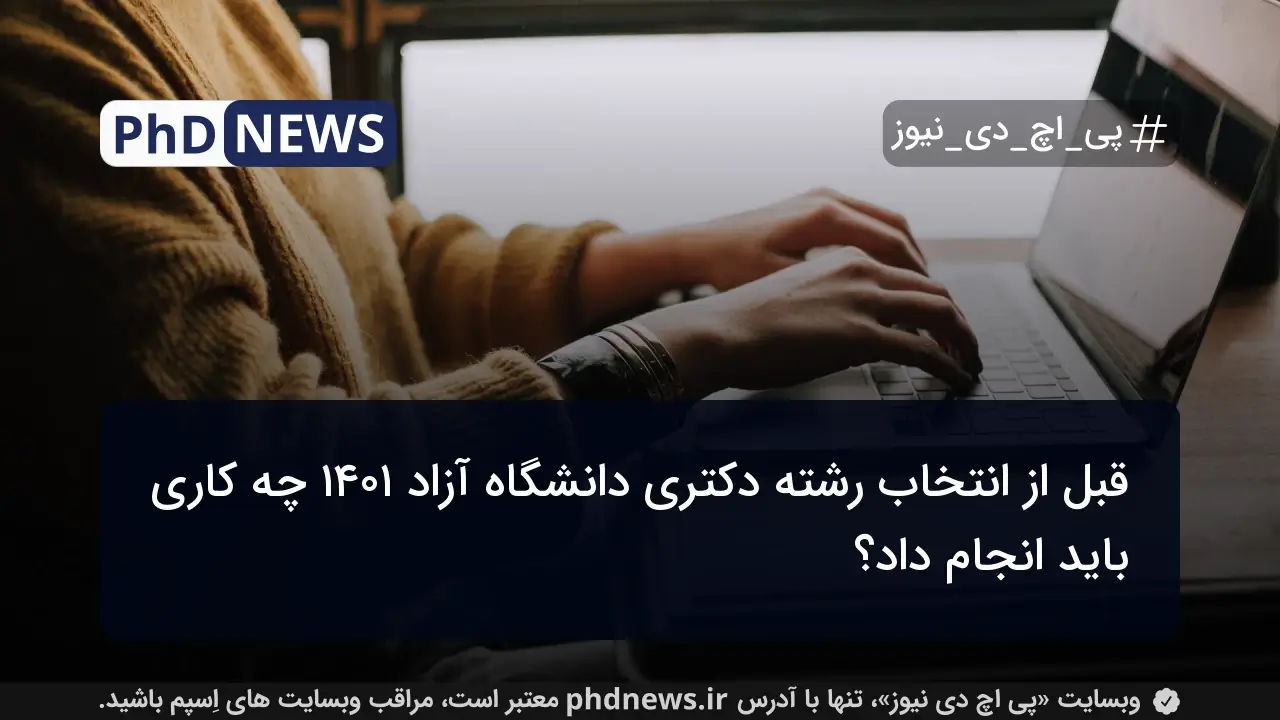 PhD NEWS
#پی_اچ_دی_نیوز
قبل از انتخاب رشته دکتری دانشگاه آزاد ۱۴۰۱ چه کاری
باید انجام داد؟
وبسایت «پی اچ دی نیوز»، تنها با آدرس phdnews.ir معتبر است، مراقب وبسایت های اِسپم باشید.